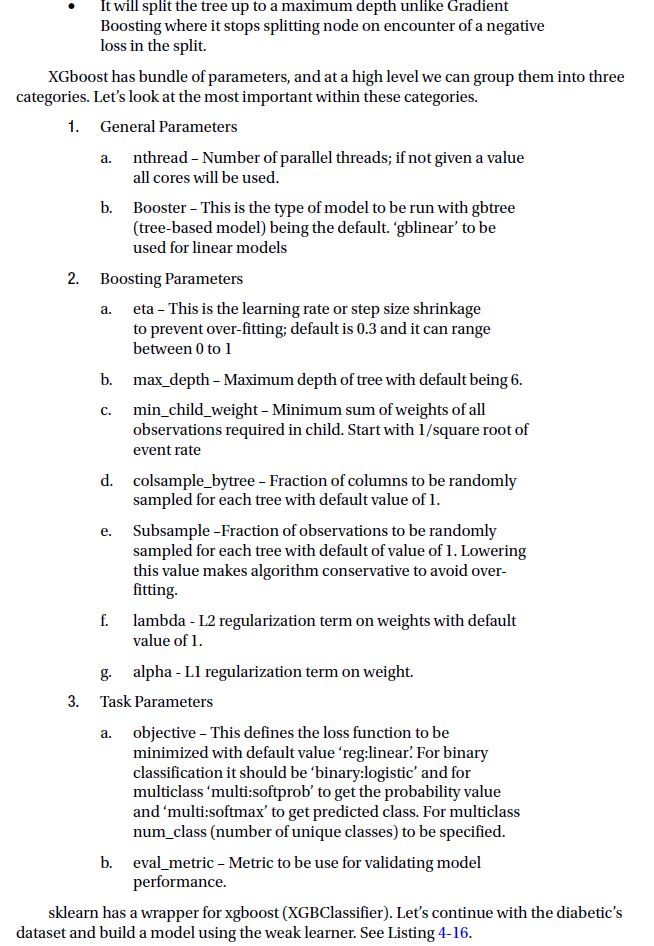 • It will split the tree up to a maximum depth unlike Gradient
Boosting where it stops splitting node on encounter of a negative
loss in the split.
XGboost has bundle of parameters, and at a high level we can group them into three
categories. Let's look at the most important within these categories.
1. General Parameters
a. nthread – Number of parallel threads; if not given a value
all cores will be used.
b. Booster – This is the type of model to be run with gbtree
(tree-based model) being the default. 'gblinear' to be
used for linear models
2. Boosting Parameters
a. eta – This is the learning rate or step size shrinkage
to prevent over-fitting; default is 0.3 and it can range
between 0 to 1
b. max_depth – Maximum depth of tree with default being 6.
c. min_child_weight – Minimum sum of weights of all
observations required in child. Start with 1/square root of
event rate
d. colsample_bytree – Fraction of columns to be randomly
sampled for each tree with default value of 1.
e. Subsample –Fraction of observations to be randomly
sampled for each tree with default of value of 1. Lowering
this value makes algorithm conservative to avoid over-
fitting.
f. lambda - L2 regularization term on weights with default
value of 1.
g. alpha - L1 regularization term on weight.
3. Task Parameters
a. objective – This defines the loss function to be
minimized with default value 'reg:linear'. For binary
classification it should be 'binary:logistic' and for
multiclass 'multi:softprob' to get the probability value
and 'multi:softmax' to get predicted class. For multiclass
num_class (number of unique classes) to be specified.
b. eval_metric – Metric to be use for validating model
performance.
sklearn has a wrapper for xgboost (XGBClassifier). Let's continue with the diabetic's
dataset and build a model using the weak learner. See Listing 4-16.